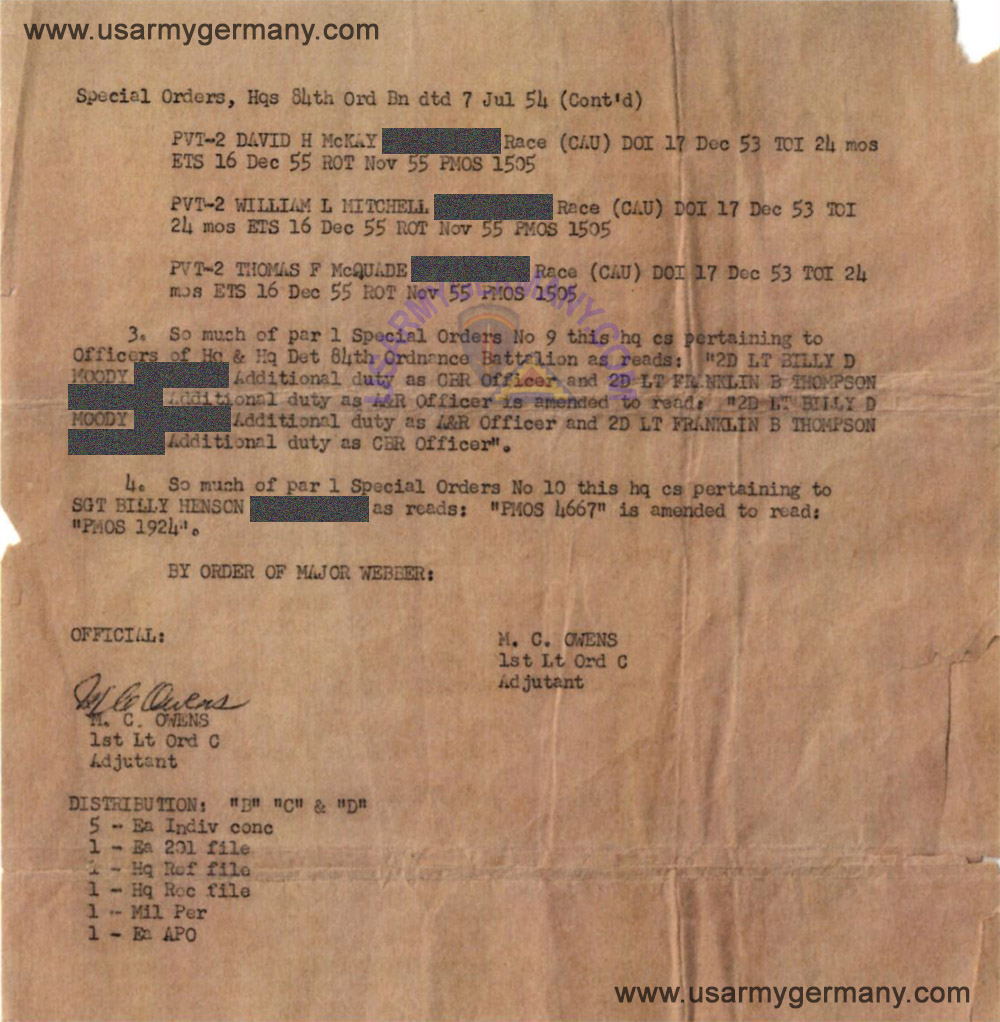 www.usarmygermany.com
Special Orders, Hqs 84th Ord Bn dtd 7 Jul 54 (Cont'd)
PVT-2 DAVID H McKAY Race (CAU) DOI 17 Dec 53 TOI 24 mos
ETS 16 Dec 55 ROT Nov 55 PMOS 1505
PVT-2 WILLIAM L MITCHELL Race (CAU) DOI 17 Dec 53 TOI
24 mos ETS 16 Dec 55 ROT Nov 55 PMOS 1505
PVT-2 THOMAS F McQUADE Race (CAU) DOI 17 Dec 53 TOI 24
mos ETS 16 Dec 55 ROT Nov 55 PMOS 1505
3. So much of par 1 Special Orders No 9 this hq cs pertaining to
Officers of Hq & Hq Det 84th Ordnance Battalion as reads: "2D LT BILLY D
MOODY Additional duty as CBR Officer and 2D LT FRANKLIN B THOMPSON
Additional duty as A&R Officer is amended to read: "2D LT BILLY D
MOODY Additional duty as A&R Officer and 2D LT FRANKLIN B THOMPSON
Additional duty as CBR Officer".
4. So much of par 1 Special Orders No 10 this hq cs pertaining to
SGT BILLY HENSON as reads: "PMOS 4667" is amended to read:
"PMOS 1924".
BY ORDER OF MAJOR WEBBER:
OFFICIAL:
M. C. OWENS
1st Lt Ord C
Adjutant
M C Owens
M. C. OWENS
1st Lt Ord C
Adjutant
DISTRIBUTION: "B" "C" & "D"
5 - Ea Indiv conc
1 - Ea 201 file
1 - Hq Ref file
1 - Hq Rec file
1 - Mil Per
1 - Ea APO
www.usarmygermany.com